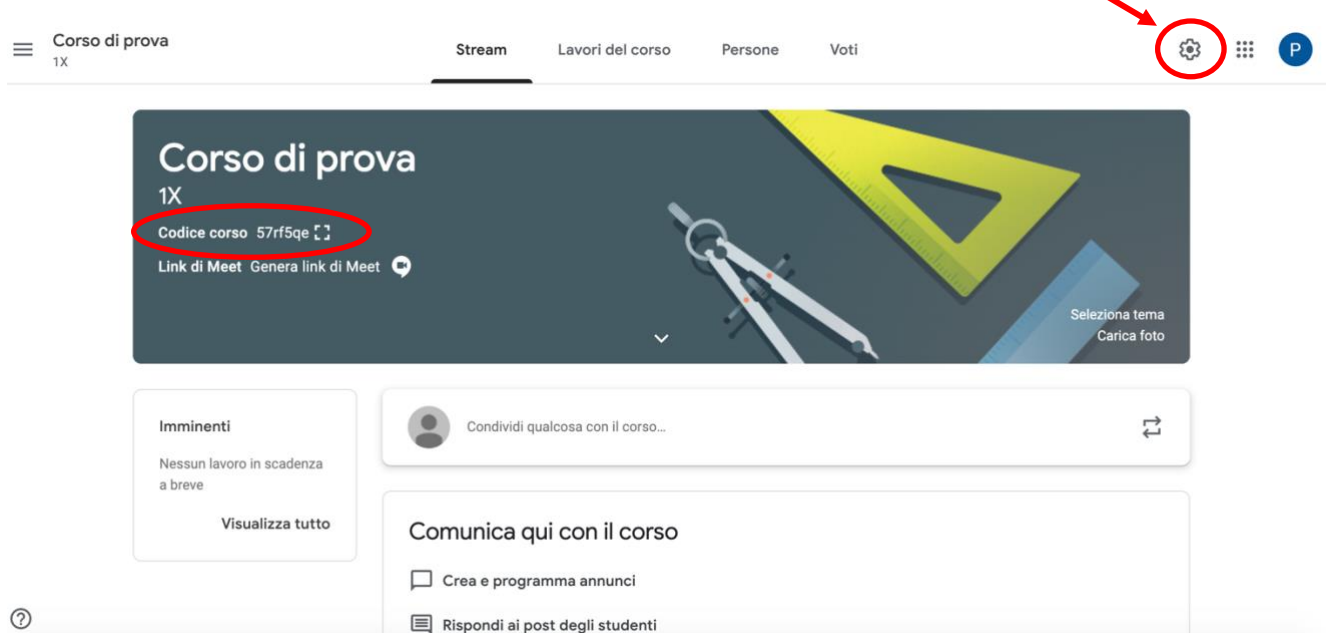 Corso di prova
1X
Stream Lavori del corso Persone Voti
P
Corso di prova
1X
Codice corso 57rf5qe
Link di Meet Genera link di Meet
Seleziona tema
Carica foto
Imminenti
Nessun lavoro in scadenza
a breve
Visualizza tutto
Condividi qualcosa con il corso...
Comunica qui con il corso
Crea e programma annunci
Rispondi ai post degli studenti